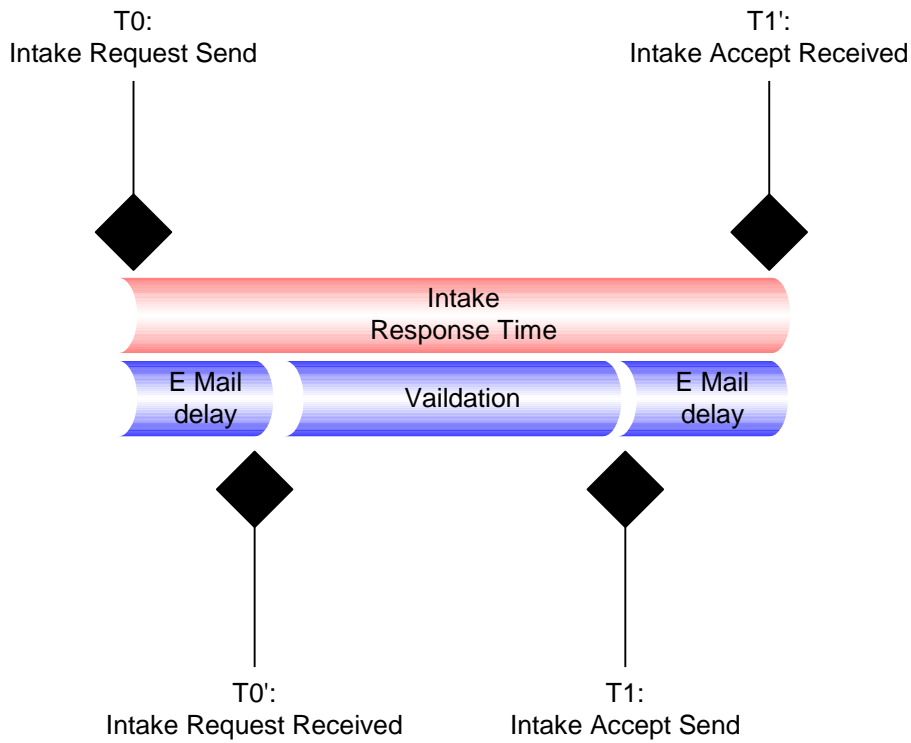 T0:
Intake Request Send
T1':
Intake Accept Received
Intake
Response Time
E Mail
delay
Vaildation
E Mail
delay
T0':
Intake Request Received
T1:
Intake Accept Send